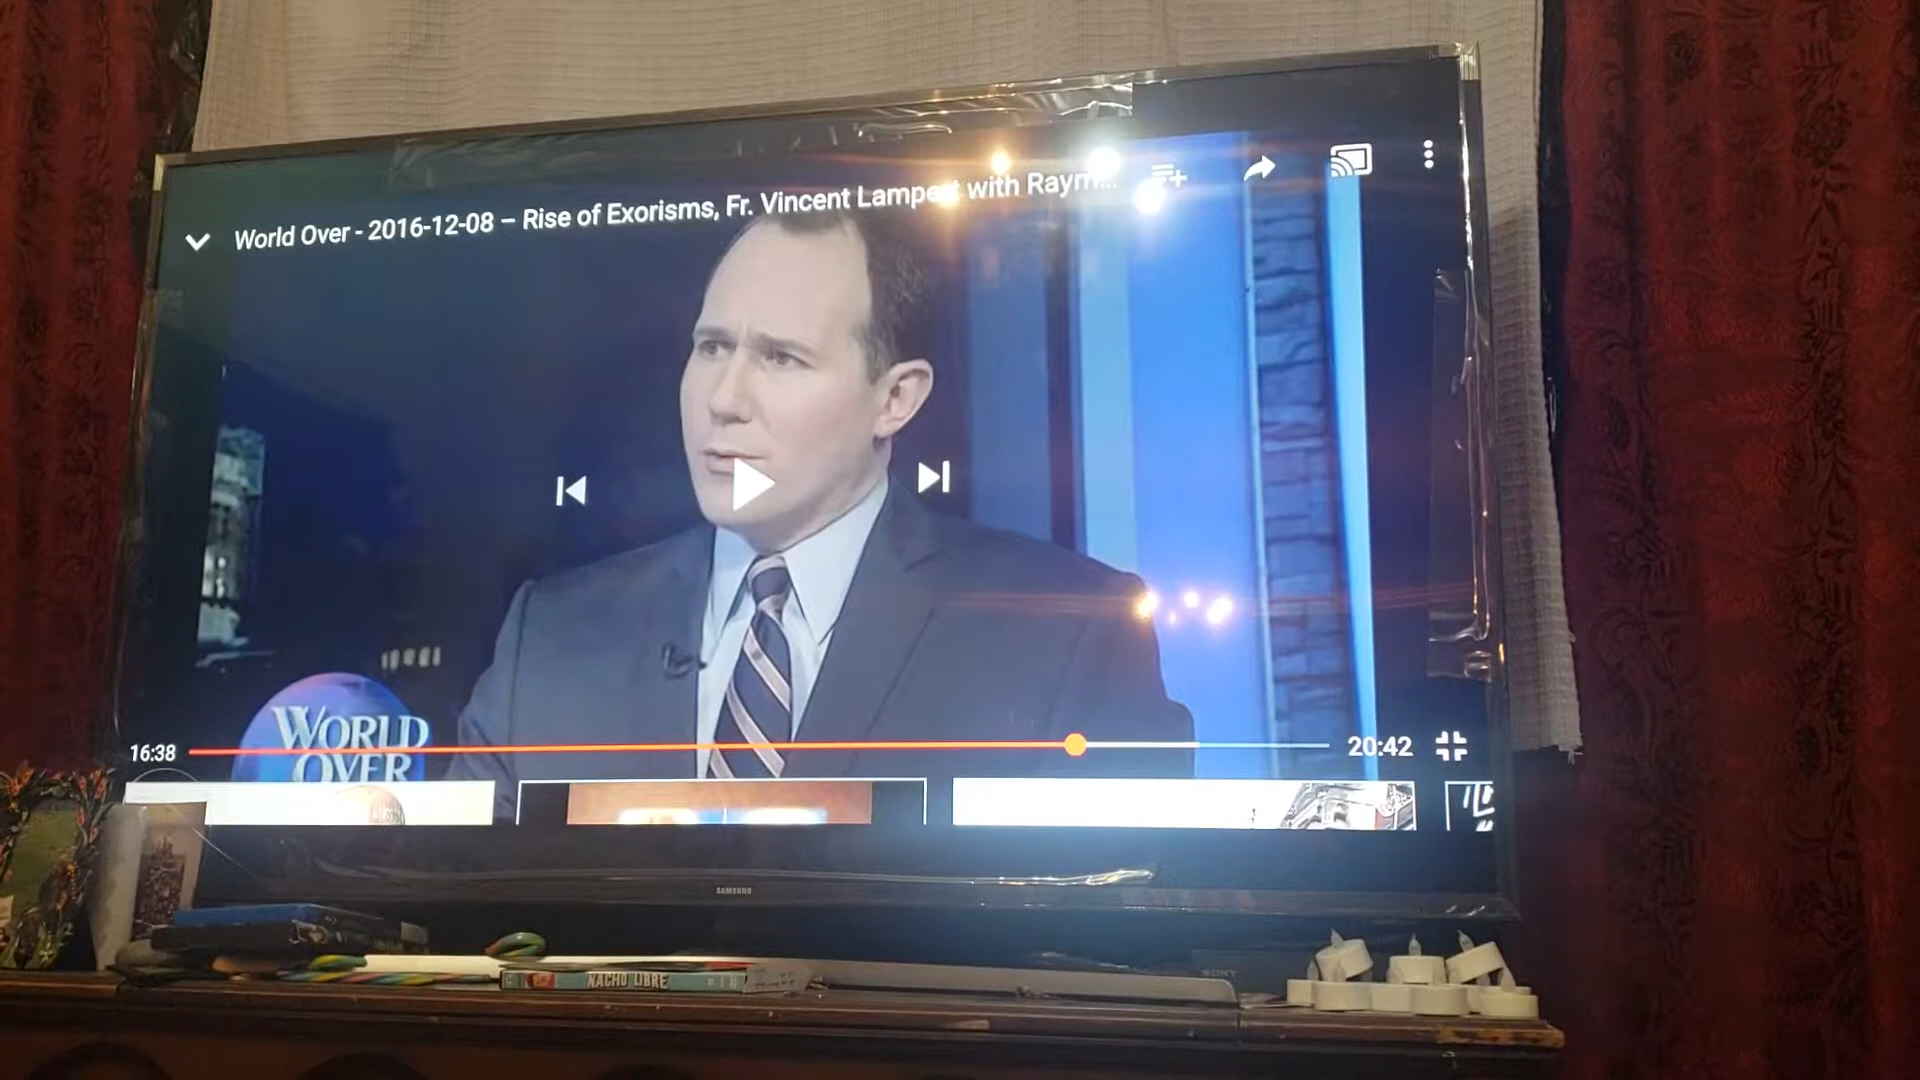 World Over - 2016-12-08 – Rise of Exorisms, Fr. Vincent Lampert with Raym...
WORLD
OVER
16:38
20:42
SAMSUNG
SONY
NACHO LIBRE